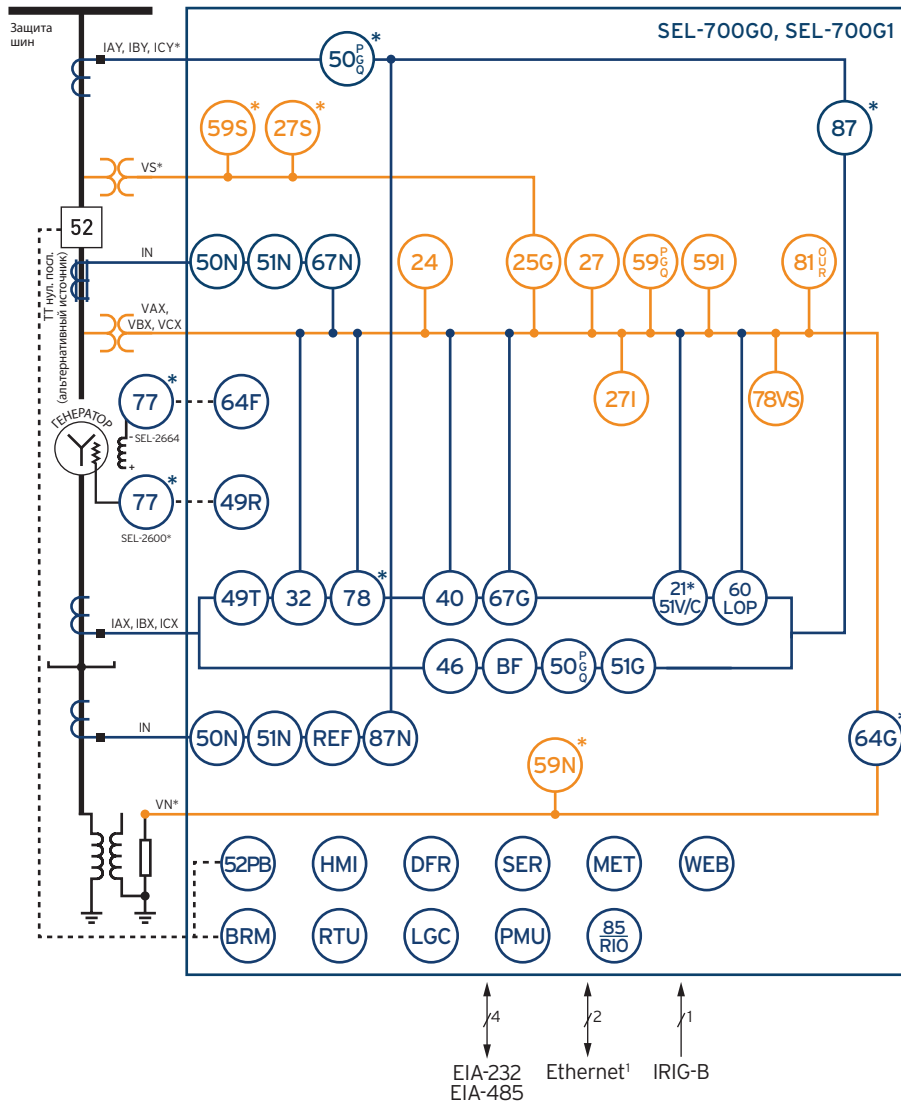 Защита
шин
SEL-700G0, SEL-700G1
IAY, IBY, ICY*
50 P G Q *
87 *
59S * 27S *
VS*
52
IN
50N 51N 67N 24 25G 27 59 P G Q 59I 81 O U R
ТТ нул. посл.
(альтернативный источник)
VAX,
VBX, VCX
27I 78VS
77 * 64F
SEL-2664
ГЕНЕРАТОР
-
+
77 * 49R
SEL-2600*
49T 32 78 * 40 67G 21* 51V/C 60 LOP
IAX, IBX, ICX
46 BF 50 P G Q 51G
IN
50N 51N REF 87N 64G *
59N *
VN*
52PB HMI DFR SER MET WEB
BRM RTU LGC PMU 85 RIO
4 2 1
EIA-232 Ethernet¹ IRIG-B
EIA-485